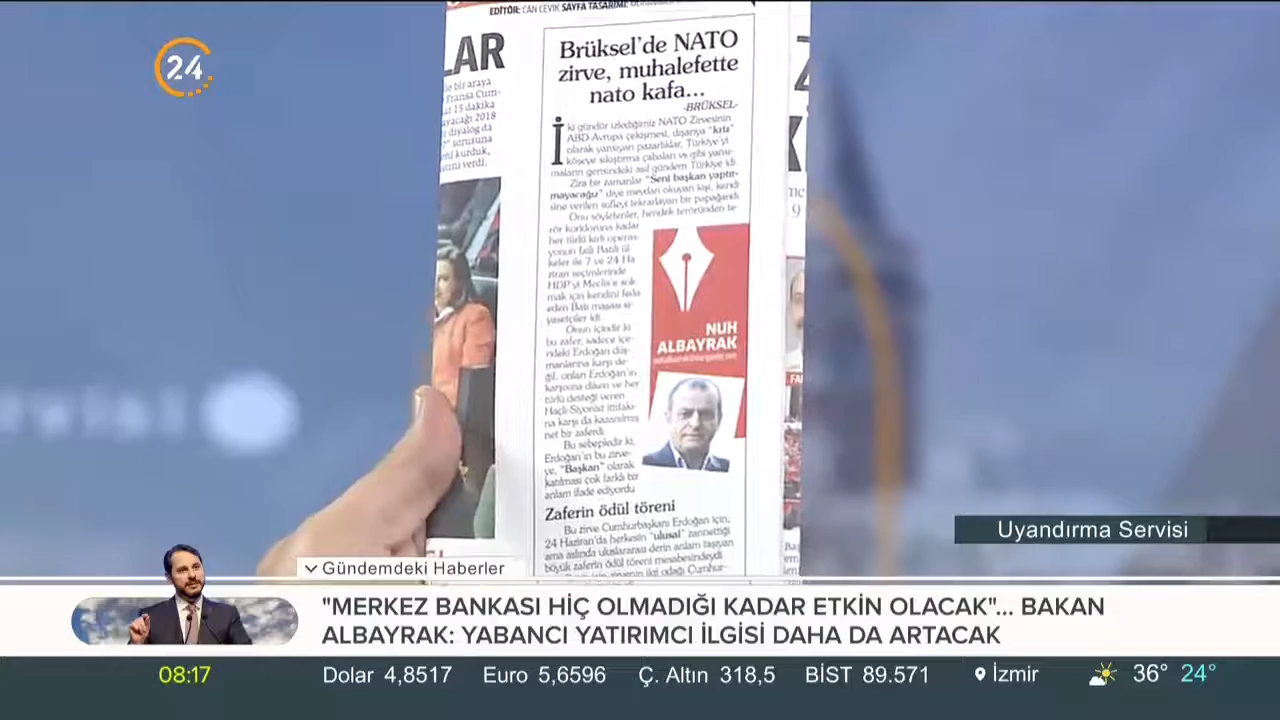 EDİTÖR: CAN ÇEVİK SAYFA TASARIMI:
24
LAR
Brüksel'de NATO
zirve, muhalefette
nato kafa...
-BRÜKSEL-
İki gündür izlediğimiz NATO Zirvesinin
ABD-Avrupa çekişmesi, dışarıya "kriz"
olarak yansıyan pazarlıklar, Türkiye'yi
köşeye sıkıştırma çabaları vs gibi yansı-
maların gerisindeki asıl gündem Türkiye idi.
Zira bir zamanlar "Seni başkan yaptır-
mayacağız" diye meydan okuyan kişi, kendi-
sine verilen sufleyi tekrarlayan bir papağandı
Onu söyletenler, hendek teröründen te-
rör koridoruna kadar
her türlü kirli operas-
yonun faili Batılı ül-
keler ile 7 ve 24 Ha-
ziran seçimlerinde
HDP'yi Meclis'e sok-
mak için kendini feda
eden Batı maşası si-
yasetçiler idi.
Onun içindir ki
bu zafer, sadece içe-
rideki Erdoğan düş-
manlarına karşı de-
ğil, onları Erdoğan'ın
karşısına diken ve her
türlü desteği veren
Haçlı-Siyonist ittifakı-
na karşı da kazanılmış
net bir zaferdi
Bu sebepledir ki,
Erdoğan'ın bu zirve-
ye, "Başkan" olarak
katılması çok farklı bir
anlam ifade ediyordu
NUH
ALBAYRAK
Zaferin ödül töreni
Bu zirve Cumhurbaşkanı Erdoğan için,
24 Haziran'da herkesin "ulusal" zannettiği
ama aslında uluslararası derin anlam taşıyan
büyük zaferin ödül töreni mesabesindeydi
Uyandırma Servisi
Gündemdeki Haberler
"MERKEZ BANKASI HİÇ OLMADIĞI KADAR ETKİN OLACAK"... BAKAN
ALBAYRAK: YABANCI YATIRIMCI İLGİSİ DAHA DA ARTACAK
08:17 Dolar 4,8517 Euro 5,6596 Ç. Altın 318,5 BİST 89.571 İzmir 36° 24°